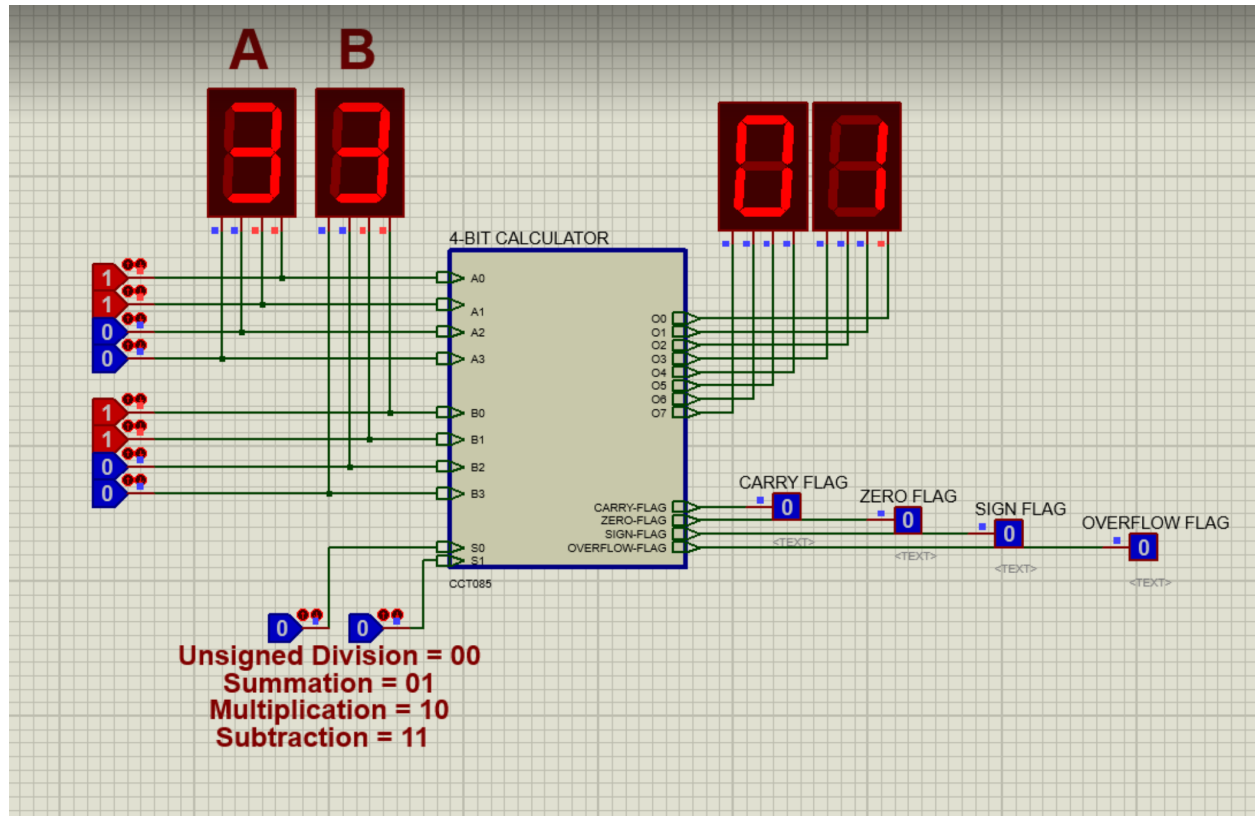 A B
3 3 01
4-BIT CALCULATOR
1 A0
1 A1
0 A2
0 A3
O0
O1
O2
O3
O4
O5
O6
O7
1 B0
1 B1
0 B2
0 B3
CARRY FLAG
CARRY-FLAG 0
<TEXT>
ZERO FLAG
ZERO-FLAG 0
<TEXT>
SIGN FLAG
SIGN-FLAG 0
<TEXT>
OVERFLOW FLAG
OVERFLOW-FLAG 0
<TEXT>
S0
S1
CCT085
0 0
Unsigned Division = 00
Summation = 01
Multiplication = 10
Subtraction = 11